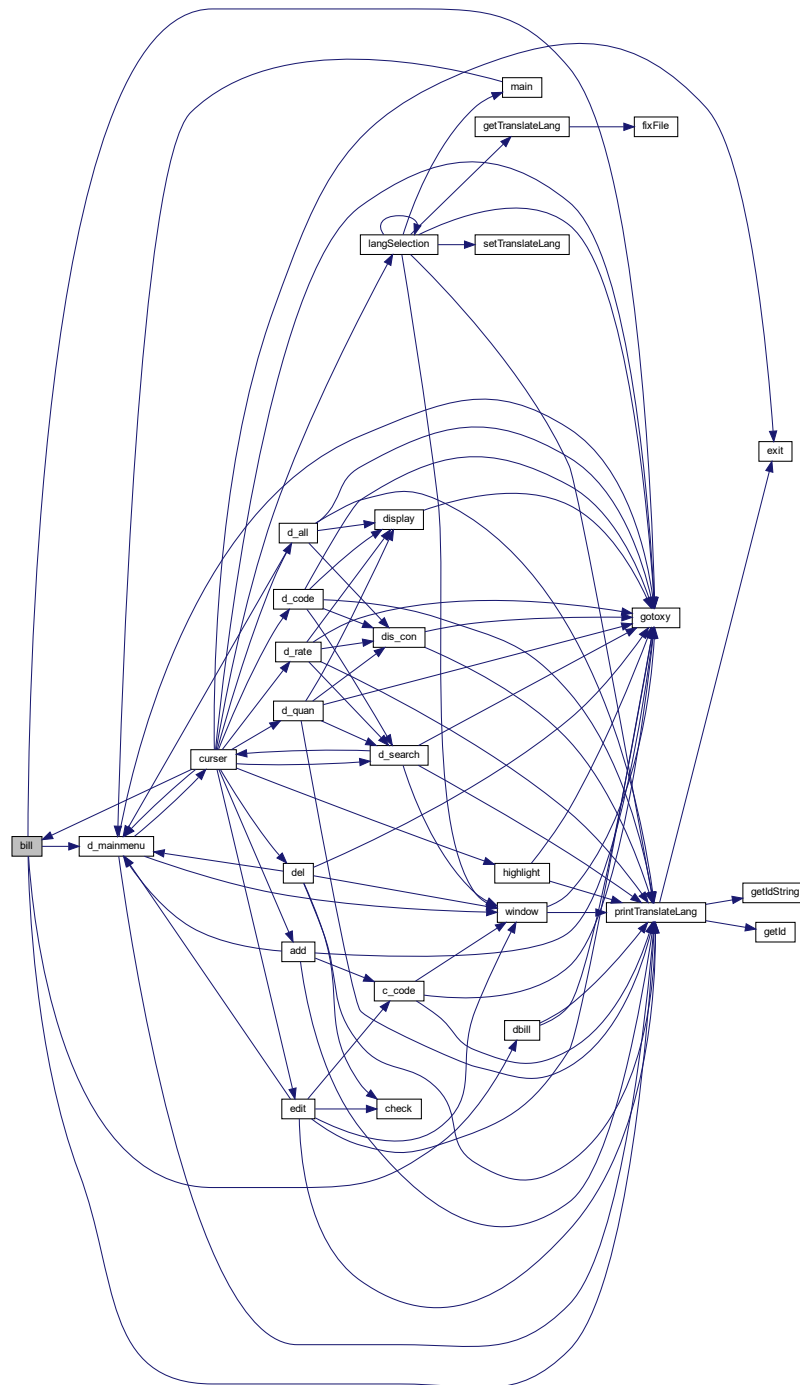 main
getTranslateLang
fixFile
langSelection
setTranslateLang
exit
display
d_all
d_code
gotoxy
dis_con
d_rate
d_quan
d_search
curser
bill
d_mainmenu
del
highlight
getIdString
window
printTranslateLang
getId
add
c_code
dbill
edit
check